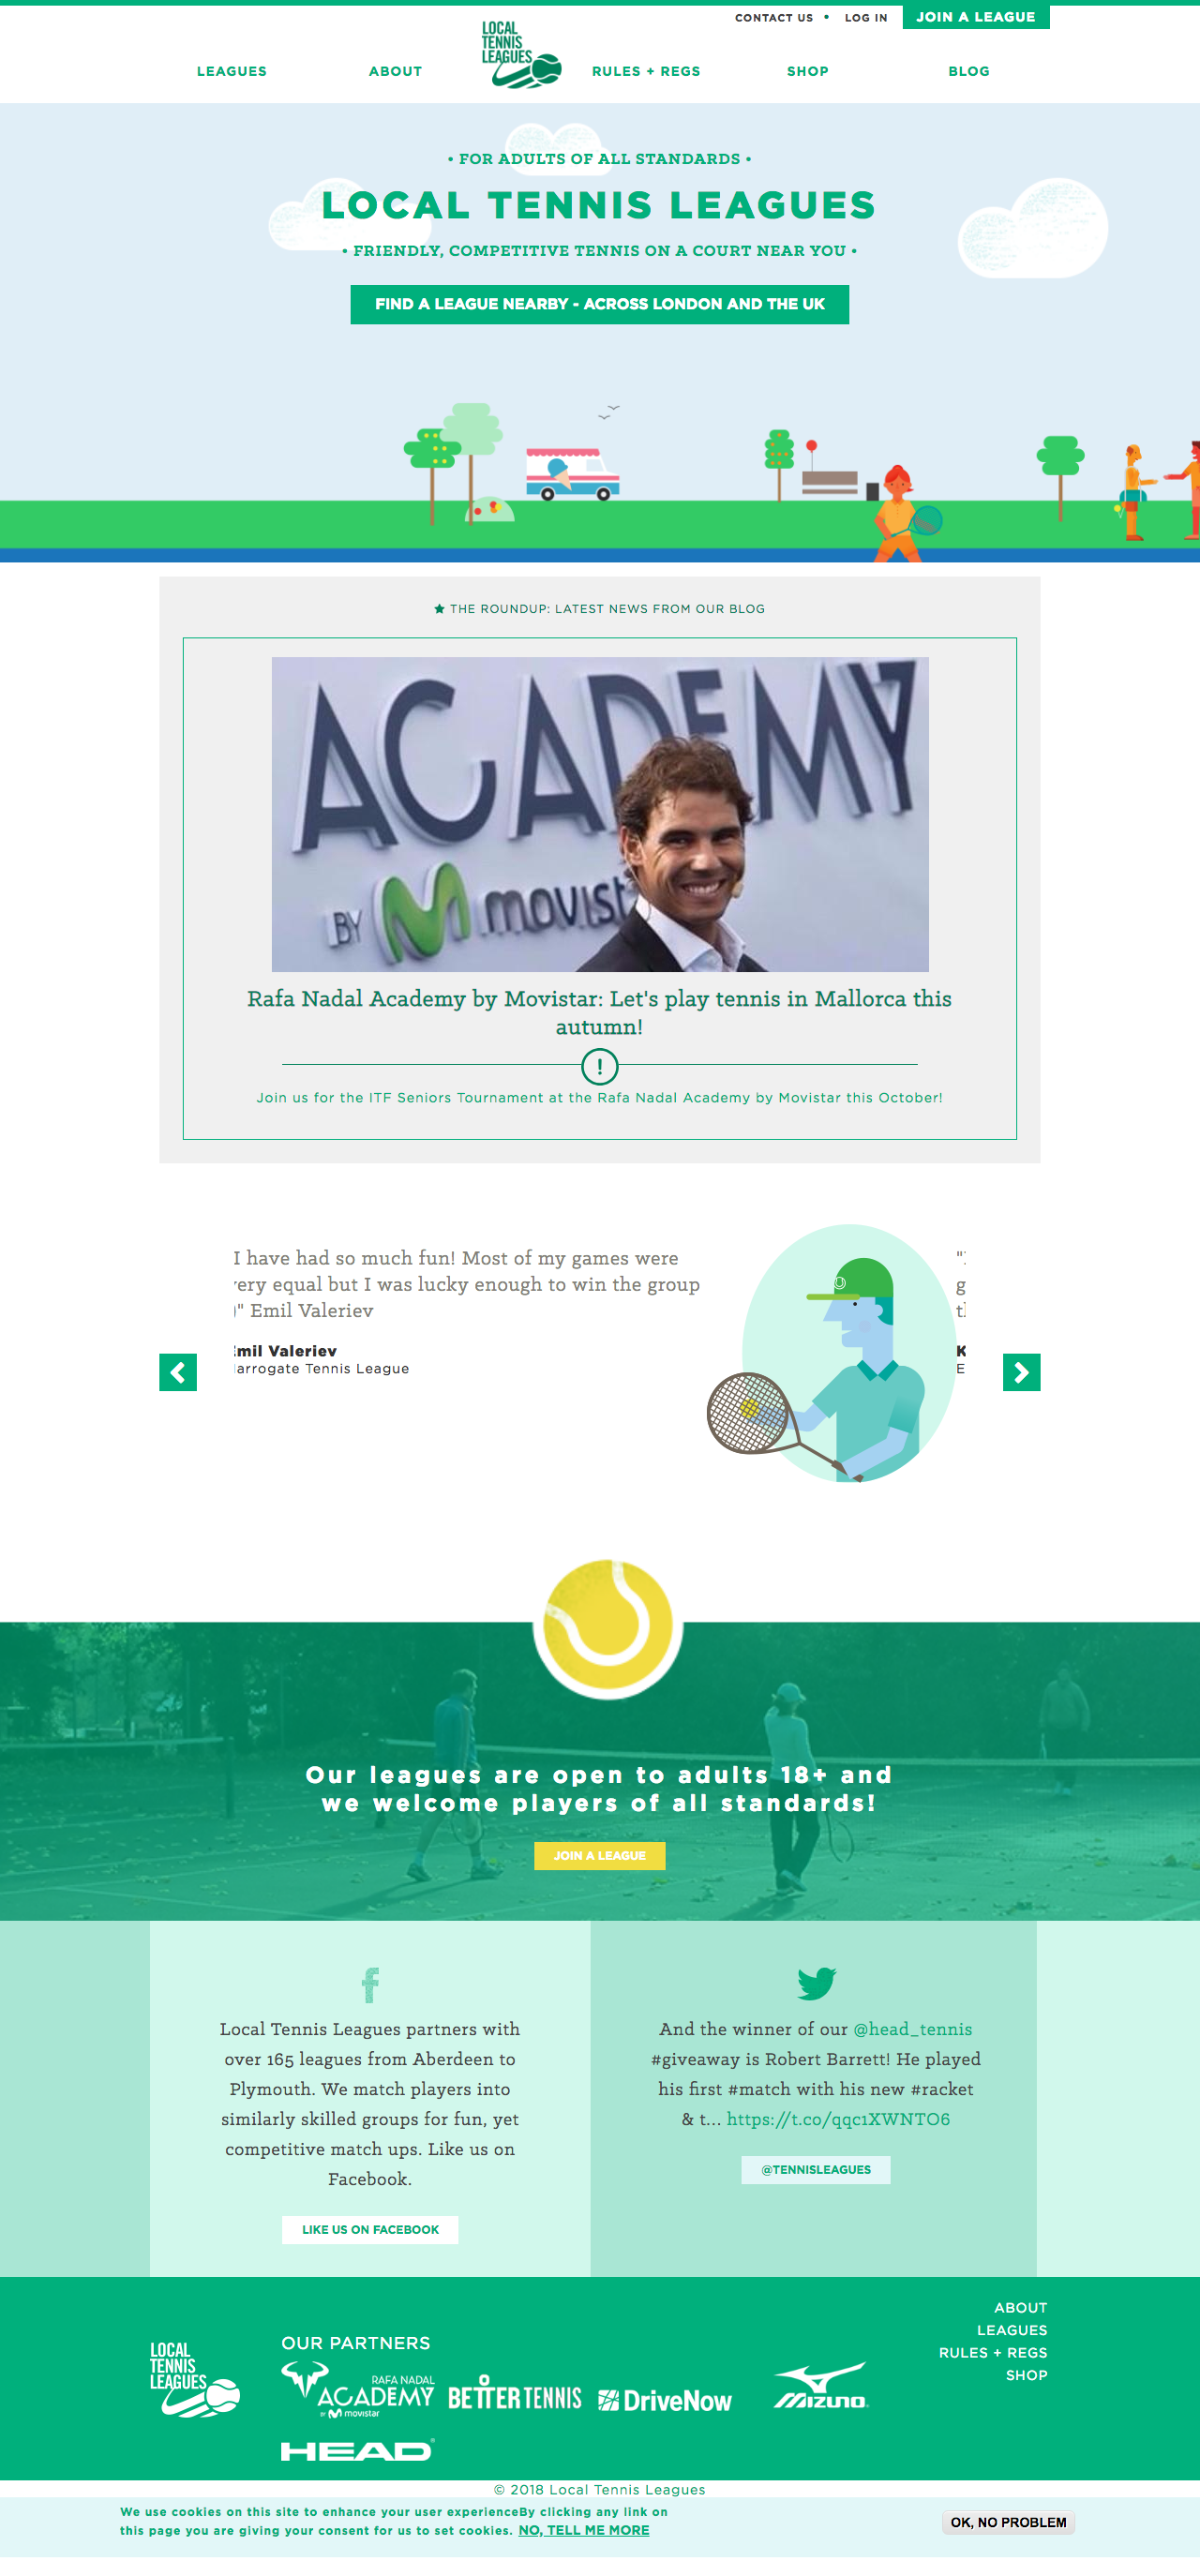 CONTACT US • LOG IN JOIN A LEAGUE
LOCAL
TENNIS
LEAGUES
LEAGUES ABOUT RULES + REGS SHOP BLOG
• FOR ADULTS OF ALL STANDARDS •
LOCAL TENNIS LEAGUES
• FRIENDLY, COMPETITIVE TENNIS ON A COURT NEAR YOU •
FIND A LEAGUE NEARBY - ACROSS LONDON AND THE UK
THE ROUNDUP: LATEST NEWS FROM OUR BLOG
ACADEMY
BY movist
Rafa Nadal Academy by Movistar: Let's play tennis in Mallorca this
autumn!
!
Join us for the ITF Seniors Tournament at the Rafa Nadal Academy by Movistar this October!
I have had so much fun! Most of my games were
very equal but I was lucky enough to win the group
)" Emil Valeriev
Emil Valeriev
Harrogate Tennis League
Our leagues are open to adults 18+ and
we welcome players of all standards!
JOIN A LEAGUE
Local Tennis Leagues partners with
over 165 leagues from Aberdeen to
Plymouth. We match players into
similarly skilled groups for fun, yet
competitive match ups. Like us on
Facebook.
LIKE US ON FACEBOOK
And the winner of our @head_tennis
#giveaway is Robert Barrett! He played
his first #match with his new #racket
& t... https://t.co/qqc1XWNTO6
@TENNISLEAGUES
ABOUT
LEAGUES
RULES + REGS
SHOP
LOCAL
TENNIS
LEAGUES
OUR PARTNERS
RAFA NADAL
ACADEMY
BY movistar
BETTER TENNIS
DriveNow
MIZUNO
HEAD
© 2018 Local Tennis Leagues
We use cookies on this site to enhance your user experienceBy clicking any link on
this page you are giving your consent for us to set cookies. NO, TELL ME MORE
OK, NO PROBLEM